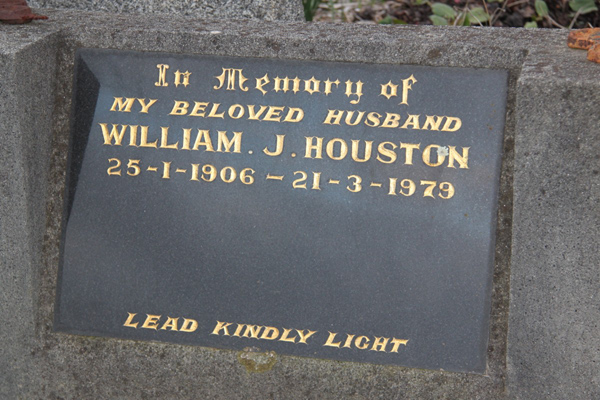 In Memory of
MY BELOVED HUSBAND
WILLIAM. J. HOUSTON
25-1-1906 - 21-3-1979
LEAD KINDLY LIGHT